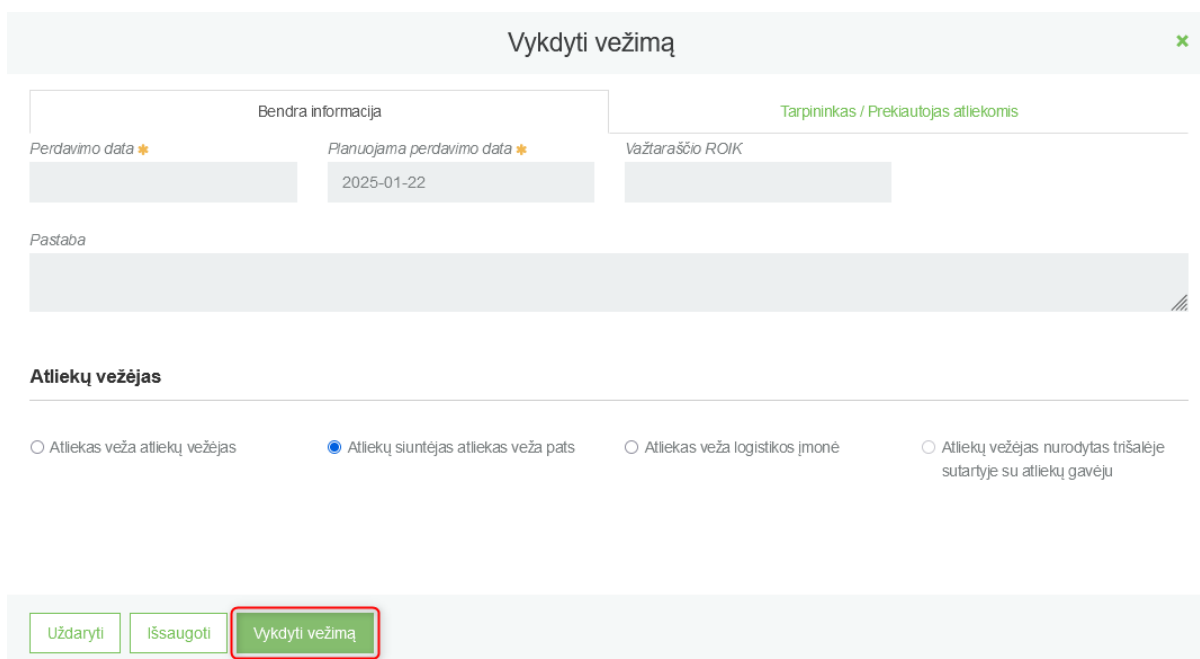 Vykdyti vežimą
Bendra informacija
Tarpininkas / Prekiautojas atliekomis
Perdavimo data
Planuojama perdavimo data
Važtaraščio ROIK
2025-01-22
Pastaba
Atliekų vežėjas
Atliekas veža atliekų vežėjas
Atliekų siuntėjas atliekas veža pats
Atliekas veža logistikos įmonė
Atliekų vežėjas nurodytas trišalėje
sutartyje su atliekų gavėju
Uždaryti
Išsaugoti
Vykdyti vežimą